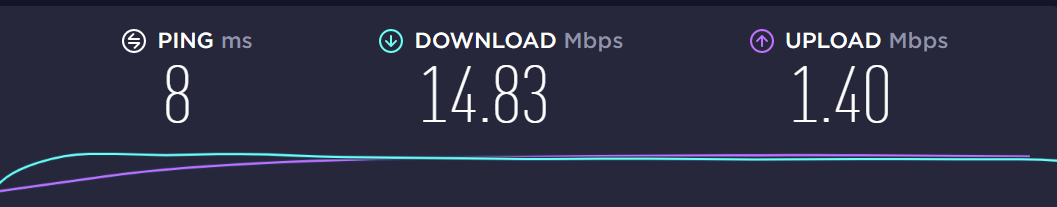 PING ms DOWNLOAD Mbps UPLOAD Mbps
8 14.83 1.40